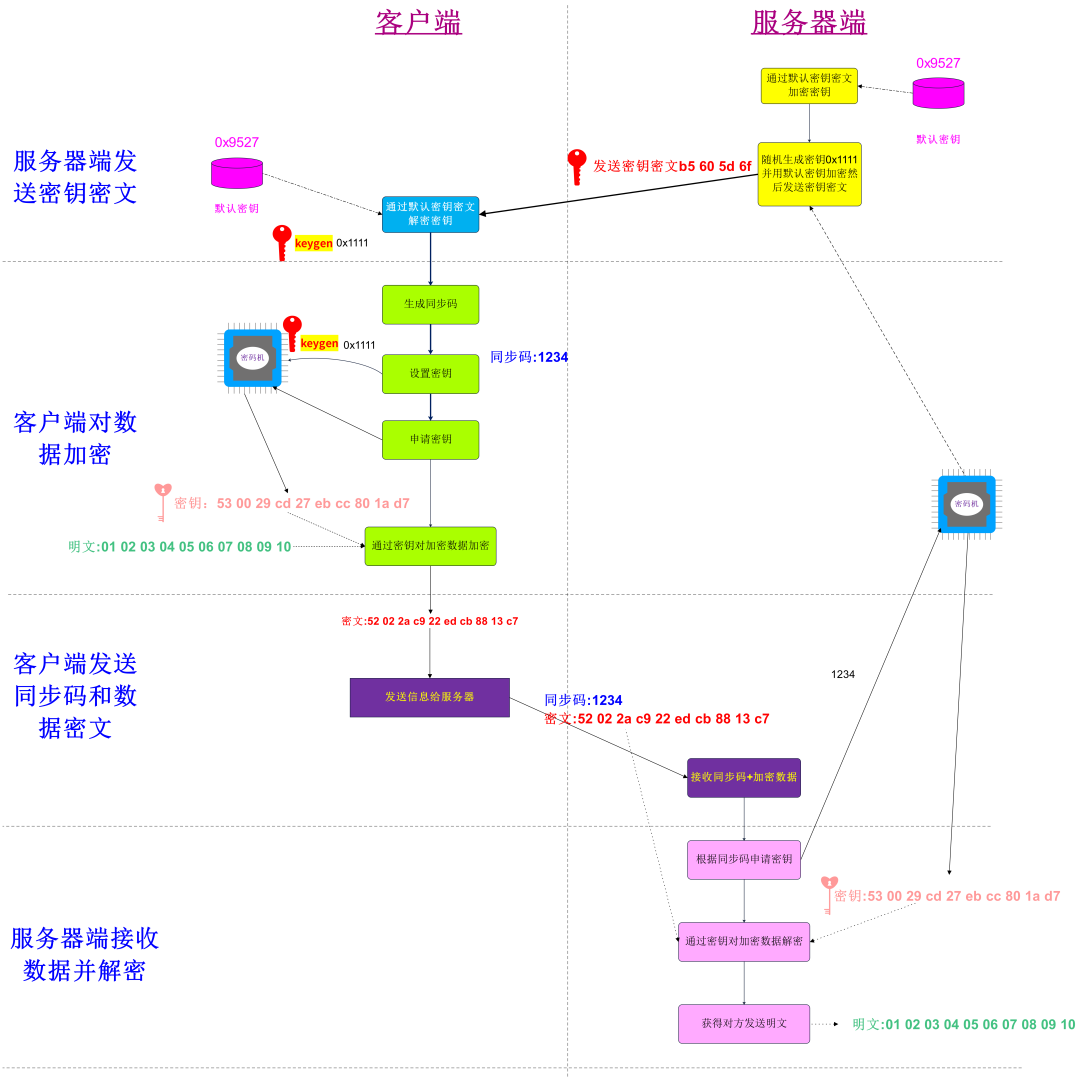 客户端
服务器端
0x9527
通过默认密钥密文
加密密钥
默认密钥
服务器端发
送密钥密文
0x9527
默认密钥
发送密钥密文b5 60 5d 6f
随机生成密钥0x1111
并用默认密钥加密然
后发送密钥密文
通过默认密钥密文
解密密钥
keygen 0x1111
生成同步码
keygen 0x1111
密码机
同步码:1234
设置密钥
客户端对数
据加密
申请密钥
密钥：53 00 29 cd 27 eb cc 80 1a d7
密码机
明文:01 02 03 04 05 06 07 08 09 10
通过密钥对加密数据加密
密文:52 02 2a c9 22 ed cb 88 13 c7
客户端发送
同步码和数
据密文
发送信息给服务器
同步码:1234
密文:52 02 2a c9 22 ed cb 88 13 c7
1234
接收同步码+加密数据
根据同步码申请密钥
密钥:53 00 29 cd 27 eb cc 80 1a d7
服务器端接收
数据并解密
通过密钥对加密数据解密
获得对方发送明文
明文:01 02 03 04 05 06 07 08 09 10